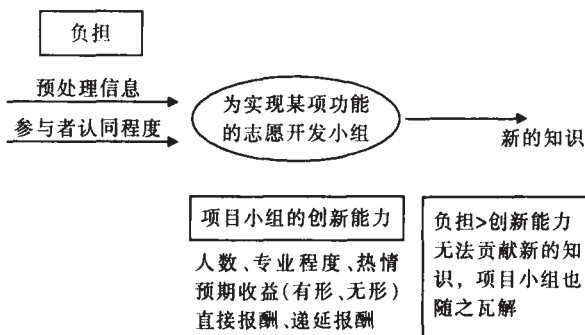 负担
预处理信息
参与者认同程度
为实现某项功能
的志愿开发小组
新的知识
项目小组的创新能力
人数、专业程度、热情
预期收益(有形、无形)
直接报酬、递延报酬
负担>创新能力
无法贡献新的知
识，项目小组也
随之瓦解